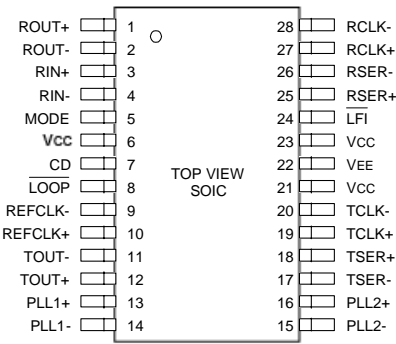 ROUT+ 1 28 RCLK-
ROUT- 2 27 RCLK+
RIN+ 3 26 RSER-
RIN- 4 25 RSER+
MODE 5 24 LFI
VCC 6 23 VCC
CD 7 22 VEE
LOOP 8 21 VCC
REFCLK- 9 20 TCLK-
REFCLK+ 10 19 TCLK+
TOUT- 11 18 TSER+
TOUT+ 12 17 TSER-
PLL1+ 13 16 PLL2+
PLL1- 14 15 PLL2-
TOP VIEW
SOIC